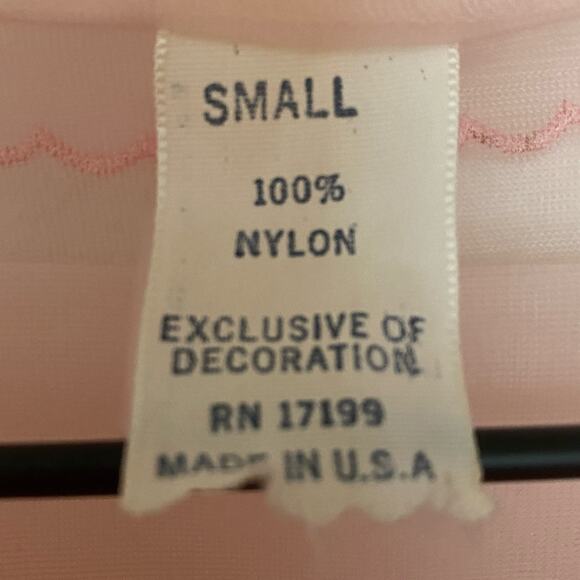 SMALL
100%
NYLON
EXCLUSIVE OF
DECORATION
RN 17199
MADE IN U.S.A